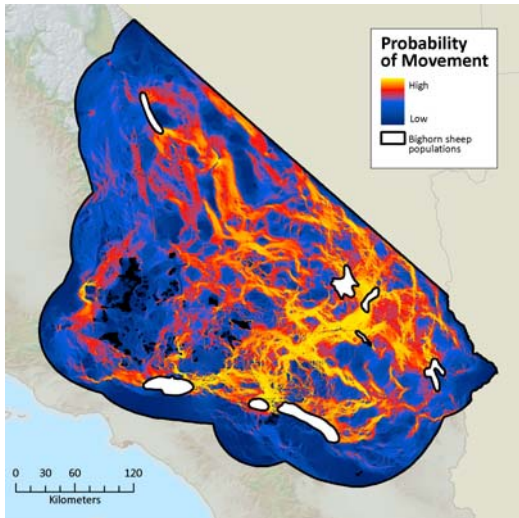 Probability
of Movement
High
Low
Bighorn sheep
populations
0 30 60 120
Kilometers